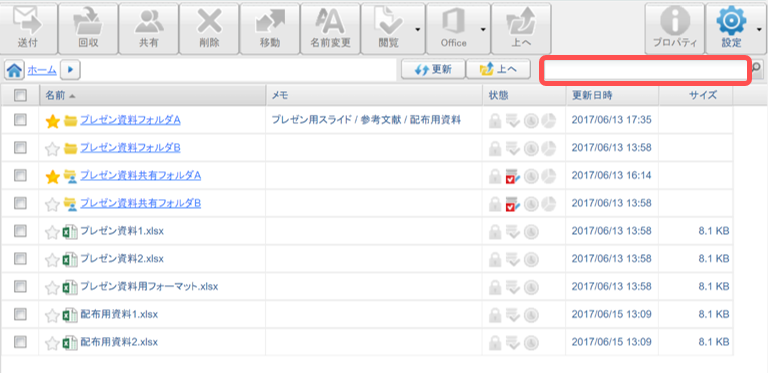 送付 回収 共有 削除 移動 名前変更 閲覧 Office 上へ プロパティ 設定
ホーム 更新 上へ
名前 メモ 状態 更新日時 サイズ
プレゼン資料フォルダA プレゼン用スライド / 参考文献 / 配布用資料 2017/06/13 17:35
プレゼン資料フォルダB 2017/06/13 13:58
プレゼン資料共有フォルダA 2017/06/13 16:14
プレゼン資料共有フォルダB 2017/06/13 13:58
プレゼン資料1.xlsx 2017/06/13 13:58 8.1 KB
プレゼン資料2.xlsx 2017/06/13 13:58 8.1 KB
プレゼン資料用フォーマット.xlsx 2017/06/13 13:58 8.1 KB
配布用資料1.xlsx 2017/06/15 13:09 8.1 KB
配布用資料2.xlsx 2017/06/15 13:09 8.1 KB